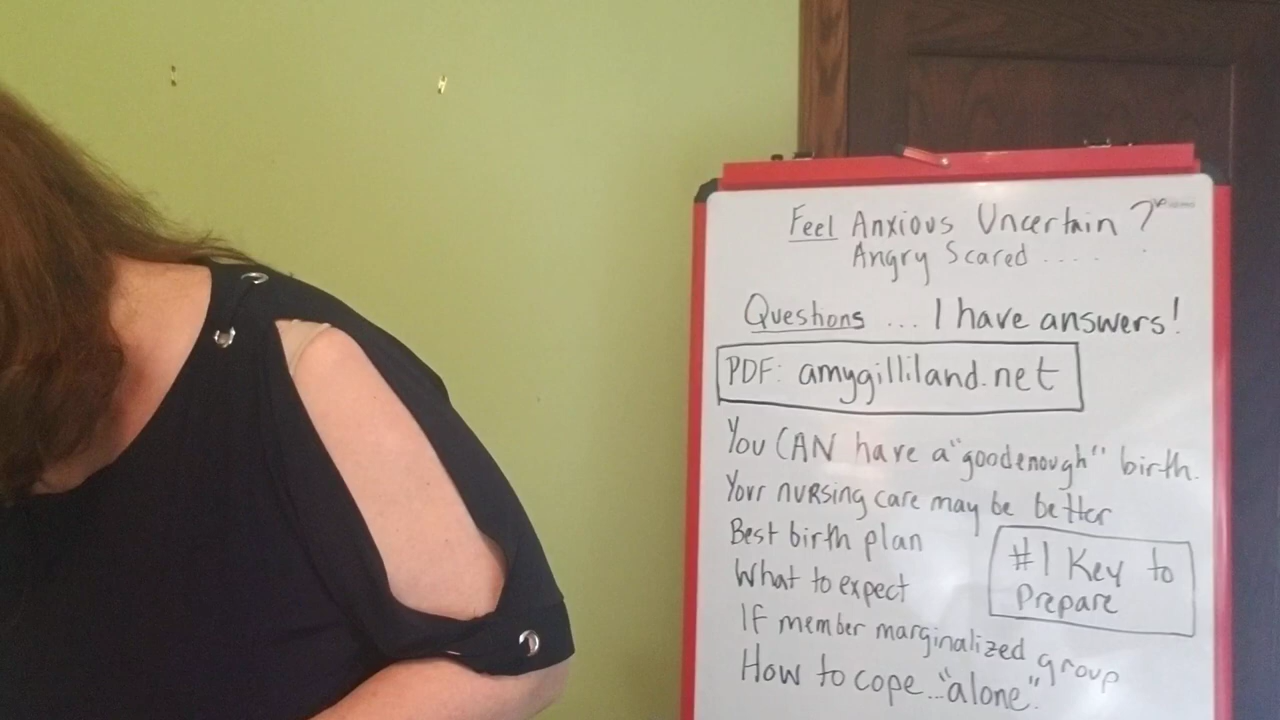 Feel Anxious Uncertain?
Angry Scared ....
Questions ... I have answers!
PDF: amygilliland.net
You CAN have a "goodenough" birth.
Your nursing care may be better
Best birth plan
What to expect
#1 Key to
Prepare
If member marginalized group
How to cope..."alone"